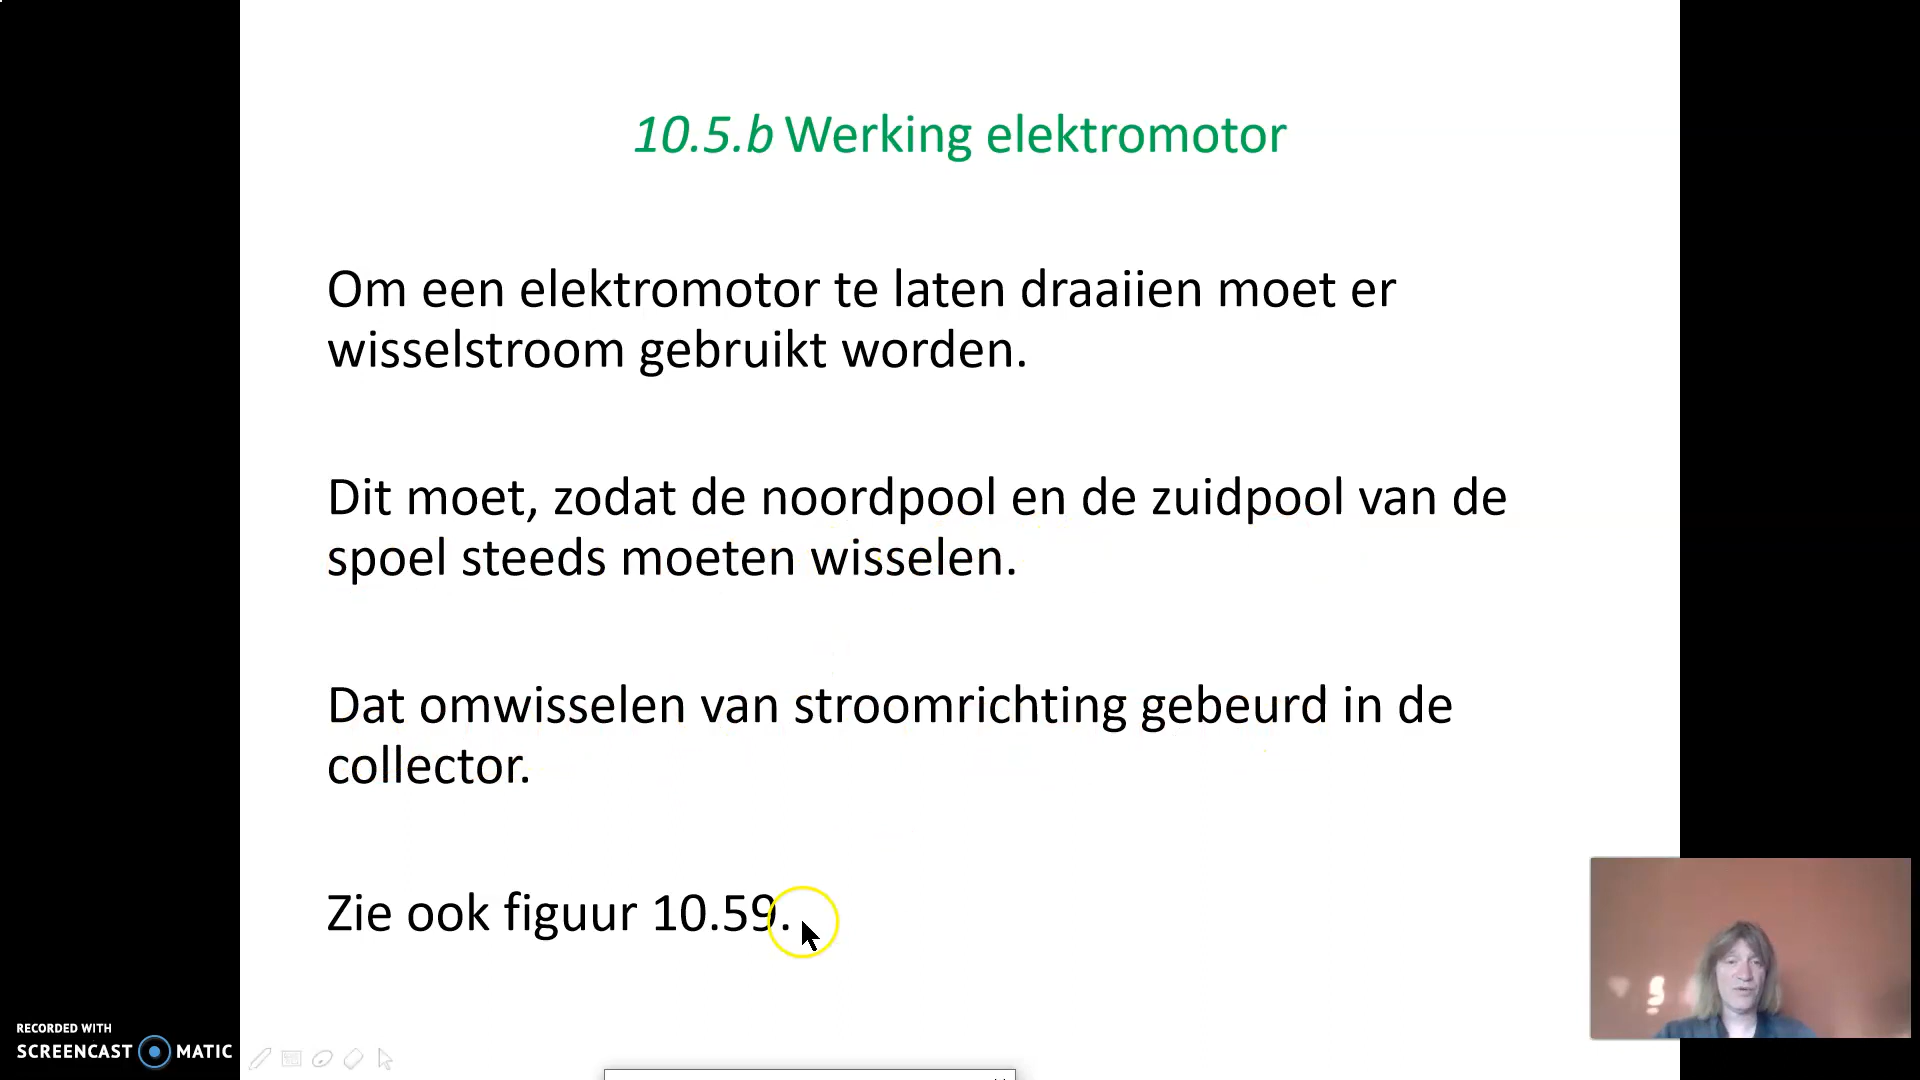 10.5.b Werking elektromotor
Om een elektromotor te laten draaiien moet er
wisselstroom gebruikt worden.
Dit moet, zodat de noordpool en de zuidpool van de
spoel steeds moeten wisselen.
Dat omwisselen van stroomrichting gebeurd in de
collector.
Zie ook figuur 10.59.
RECORDED WITH
SCREENCAST MATIC